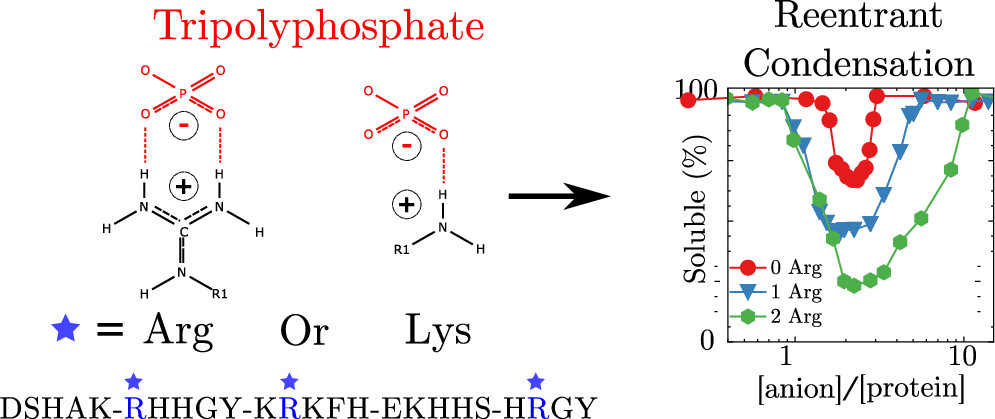 Tripolyphosphate
O O
P
O O
-
H H
+
N N
H H
C
N
H R1
O O
P
O O
-
H
+
N
R1 H
★ = Arg Or Lys
DSHAK-RHHGY-KRKFH-EKHHS-HRGY
Reentrant
Condensation
100
Soluble (%)
0 Arg
1 Arg
2 Arg
0
1 10
[anion]/[protein]